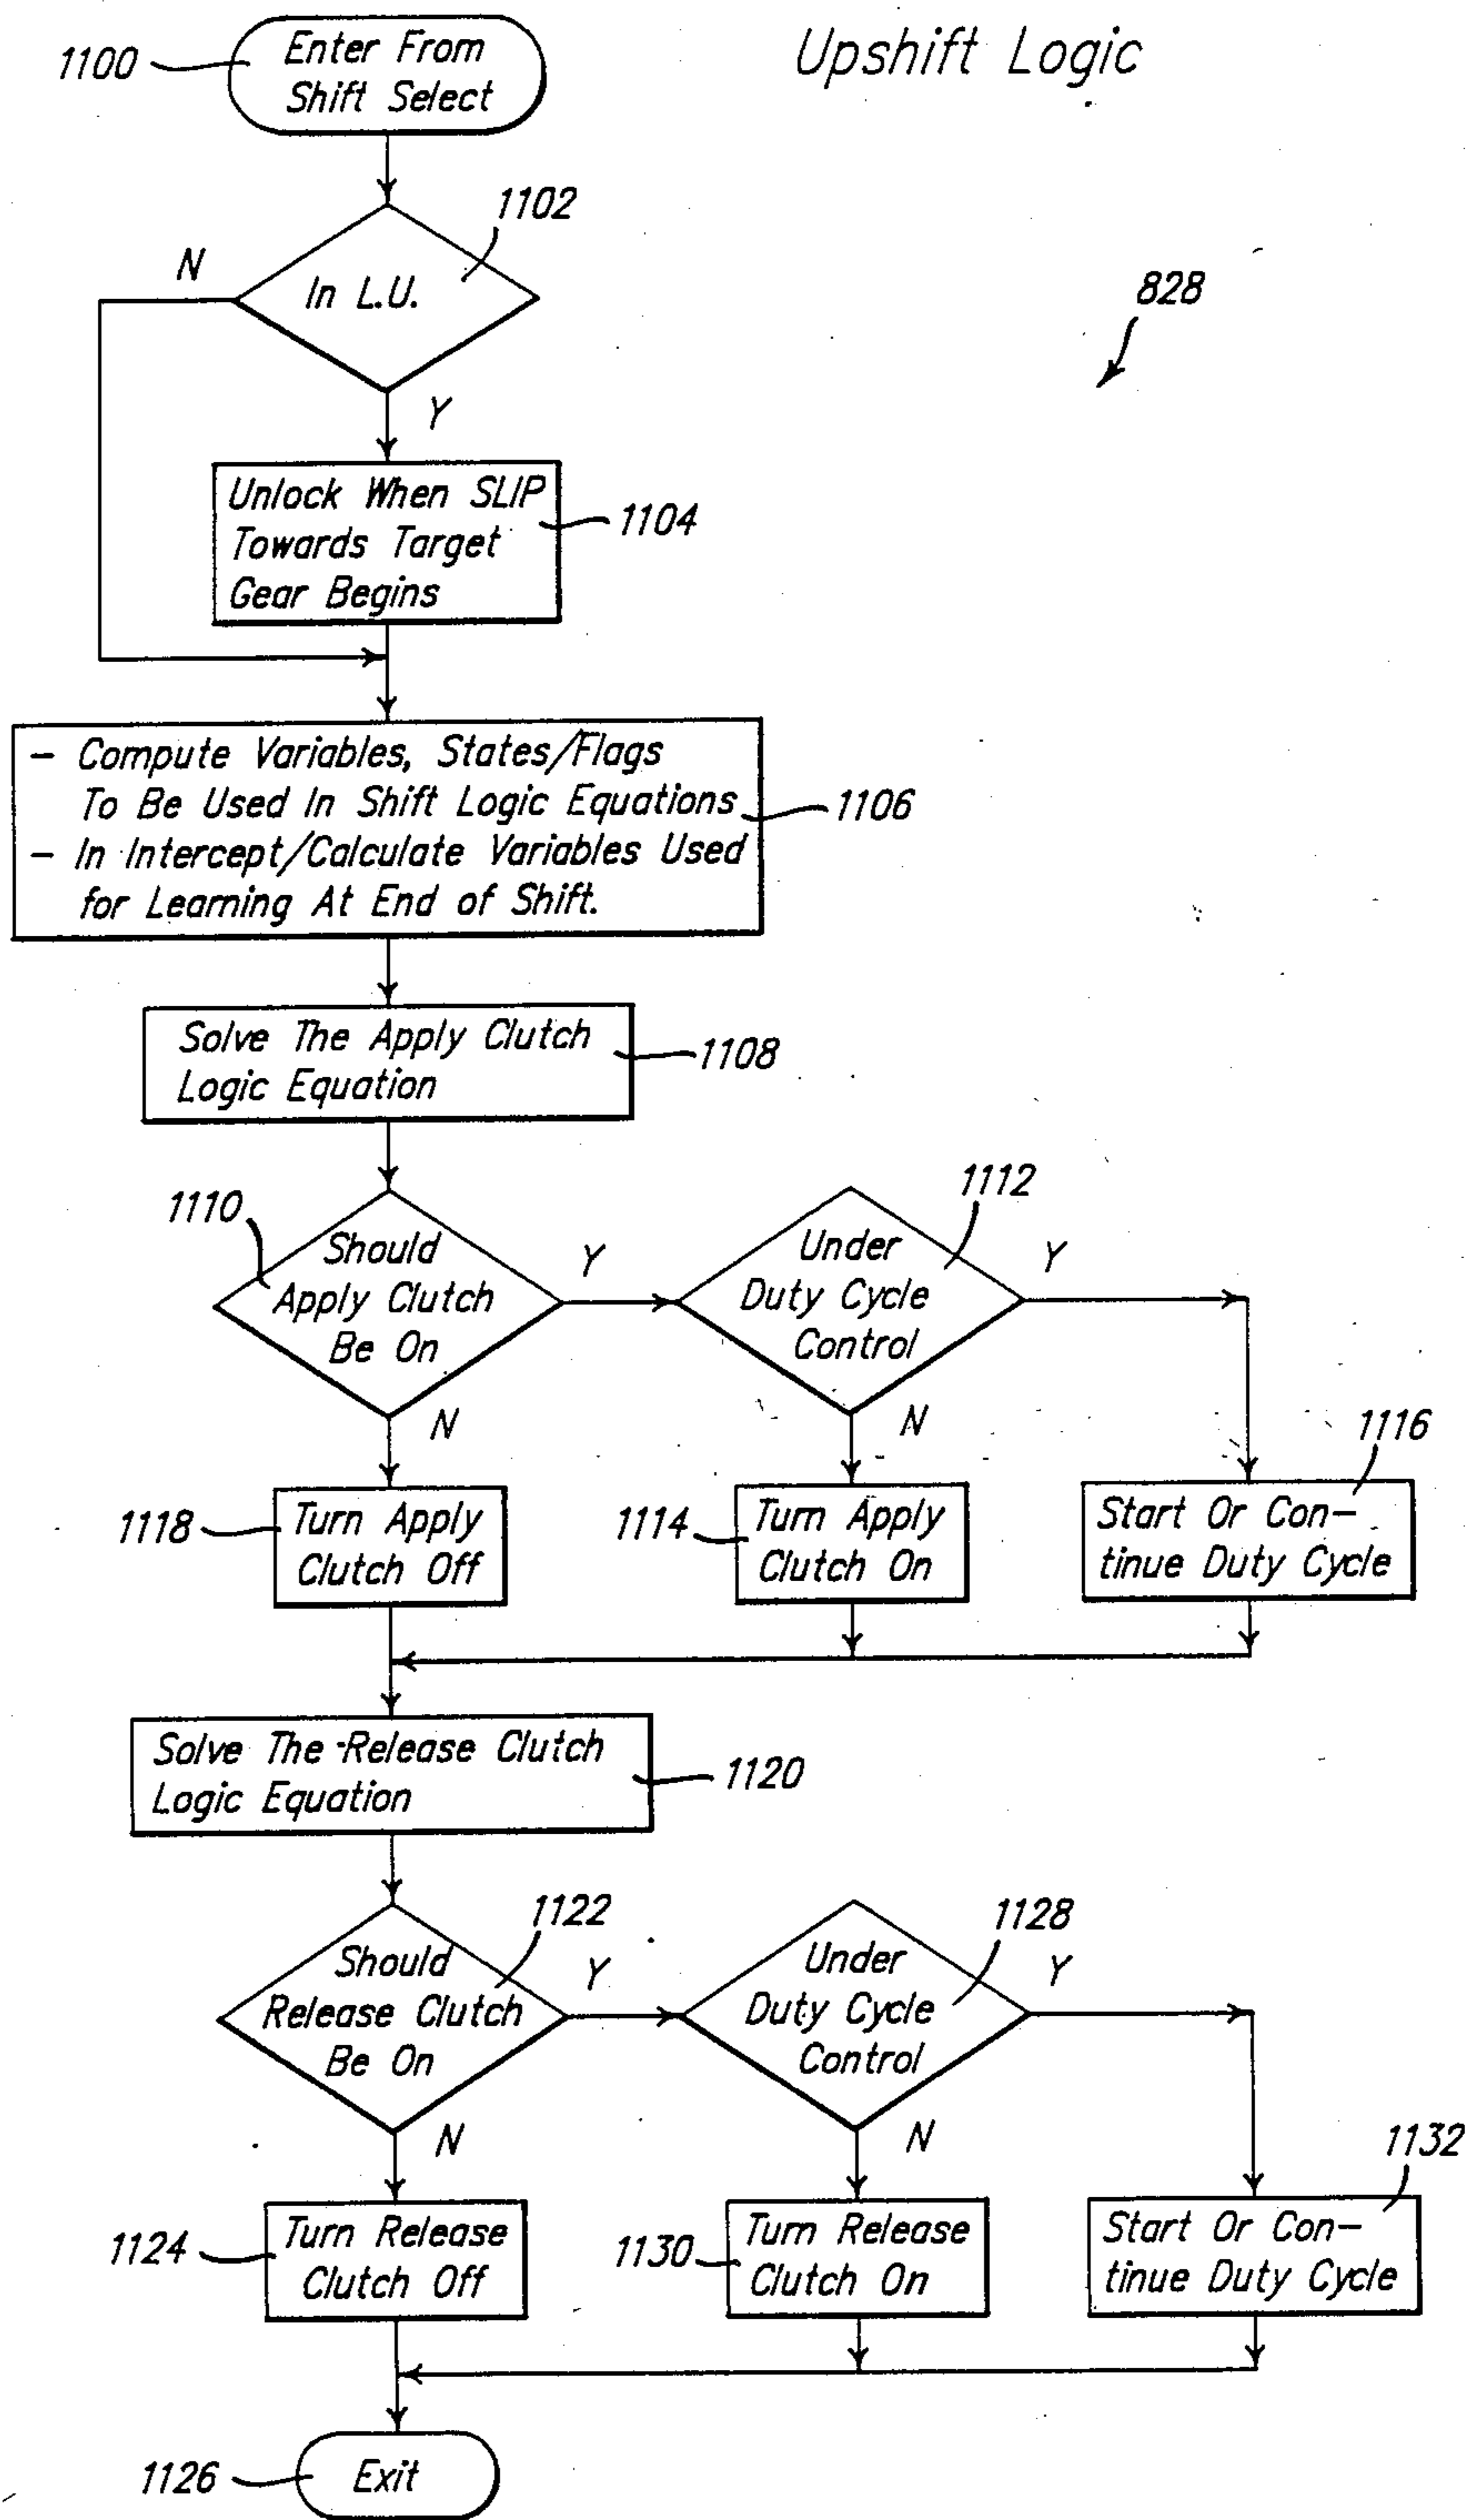 Upshift Logic
1100
Enter From
Shift Select
1102
N
In L.U.
828
Y
Unlock When SLIP
Towards Target
Gear Begins
1104
- Compute Variables, States/Flags
To Be Used In Shift Logic Equations
- In Intercept/Calculate Variables Used
for Learning At End of Shift.
1106
Solve The Apply Clutch
Logic Equation
1108
1110
Should
Apply Clutch
Be On
Y
1112
Under
Duty Cycle
Control
Y
N
N
1116
1118
Turn Apply
Clutch Off
1114
Turn Apply
Clutch On
Start Or Con-
tinue Duty Cycle
Solve The Release Clutch
Logic Equation
1120
1122
Should
Release Clutch
Be On
Y
1128
Under
Duty Cycle
Control
Y
N
N
1132
1124
Turn Release
Clutch Off
1130
Turn Release
Clutch On
Start Or Con-
tinue Duty Cycle
1126
Exit